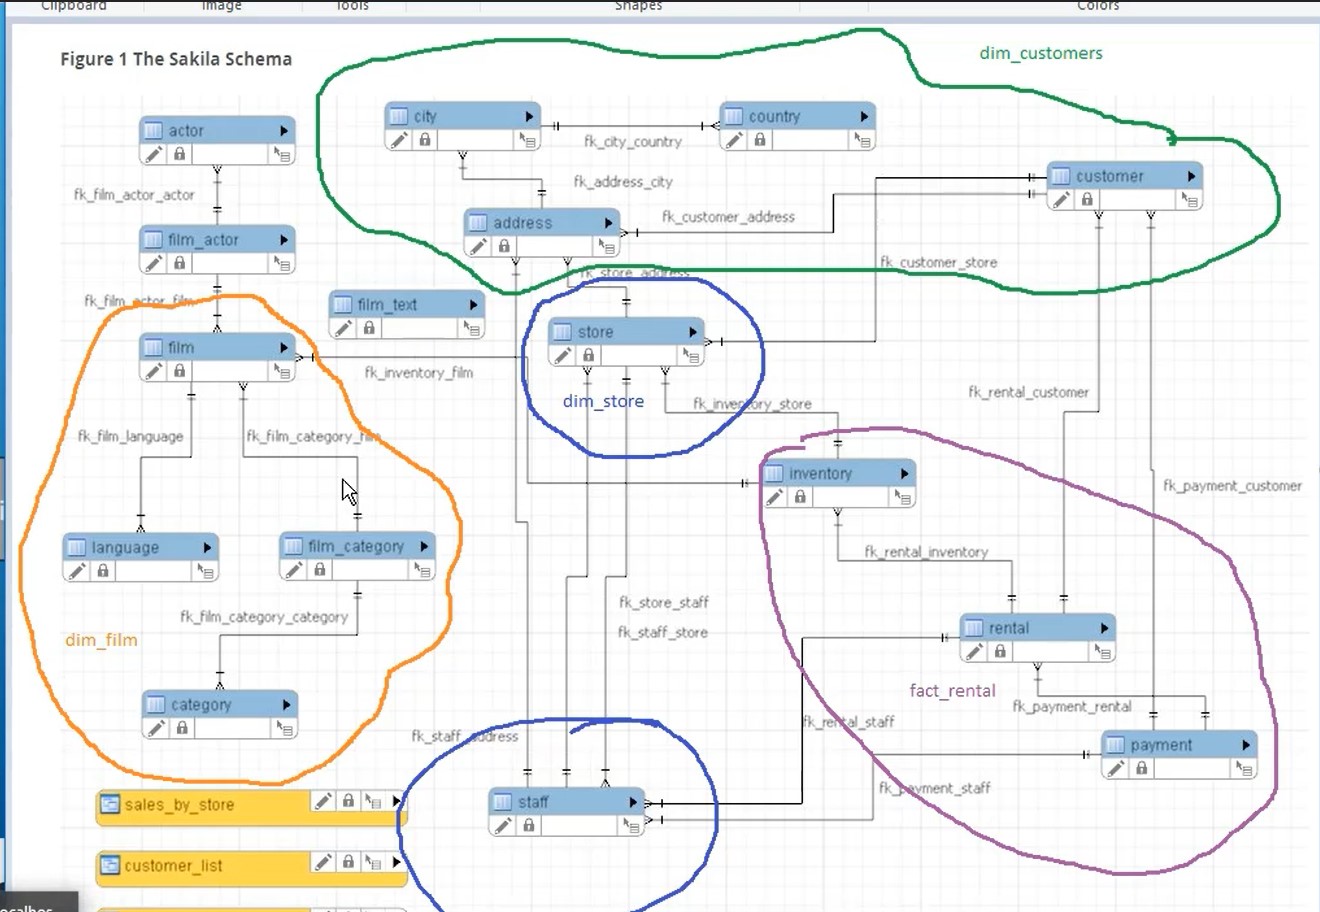 Clipboard
Image
Tools
Shapes
Colors
Figure 1 The Sakila Schema
dim_customers
city
country
actor
fk_city_country
customer
fk_address_city
fk_film_actor_actor
address
fk_customer_address
film_actor
fk_customer_store
fk_store_address
fk_film_actor_film
film_text
store
film
fk_inventory_film
fk_rental_customer
dim_store
fk_inventory_store
fk_film_language
fk_film_category_film
inventory
fk_payment_customer
language
film_category
fk_rental_inventory
fk_store_staff
fk_film_category_category
rental
fk_staff_store
dim_film
fact_rental
category
fk_payment_rental
fk_rental_staff
fk_staff_address
payment
fk_payment_staff
staff
sales_by_store
customer_list